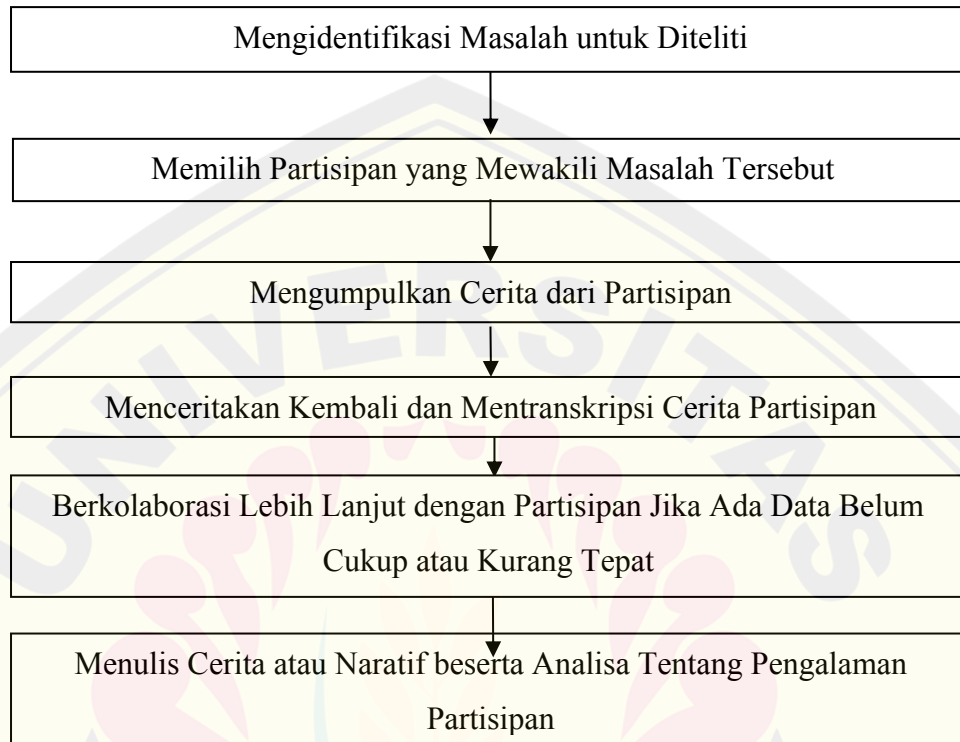 Mengidentifikasi Masalah untuk Diteliti
Memilih Partisipan yang Mewakili Masalah Tersebut
Mengumpulkan Cerita dari Partisipan
UNIVERSITAS
Menceritakan Kembali dan Mentranskripsi Cerita Partisipan
Berkolaborasi Lebih Lanjut dengan Partisipan Jika Ada Data Belum
Cukup atau Kurang Tepat
Menulis Cerita atau Naratif beserta Analisa Tentang Pengalaman
Partisipan